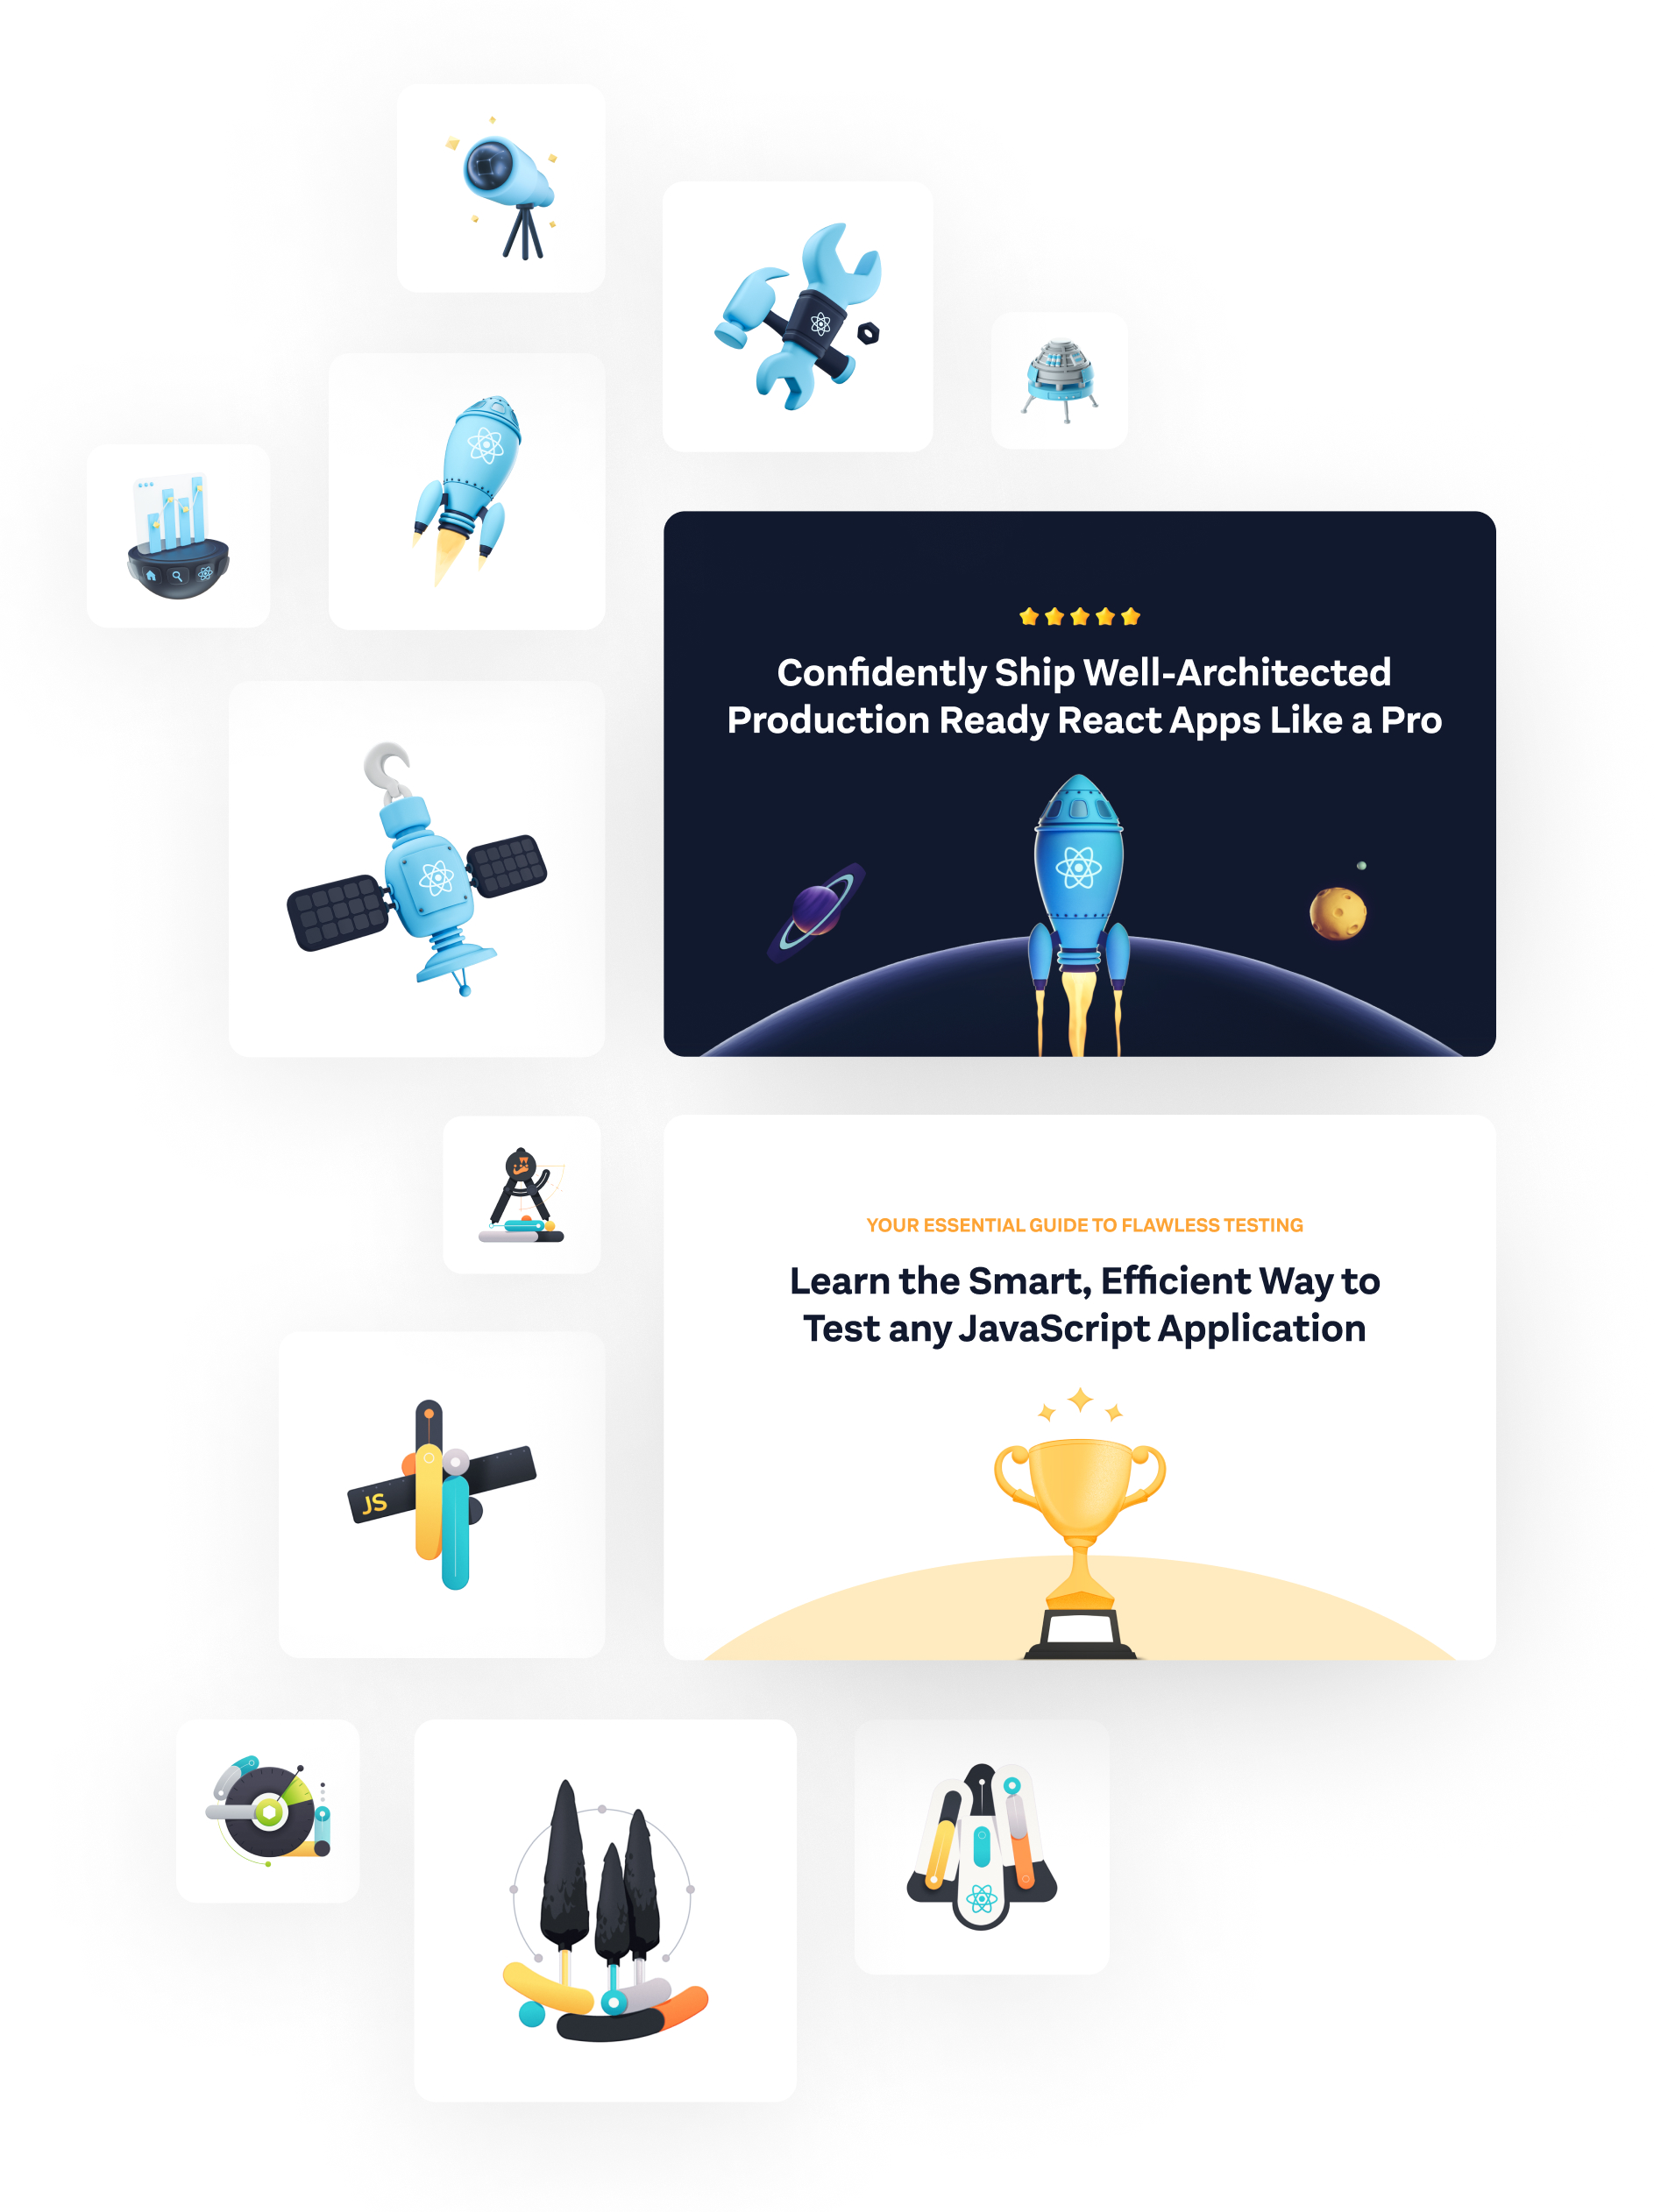 Confidently Ship Well-Architected
Production Ready React Apps Like a Pro
YOUR ESSENTIAL GUIDE TO FLAWLESS TESTING
Learn the Smart, Efficient Way to
Test any JavaScript Application
JS